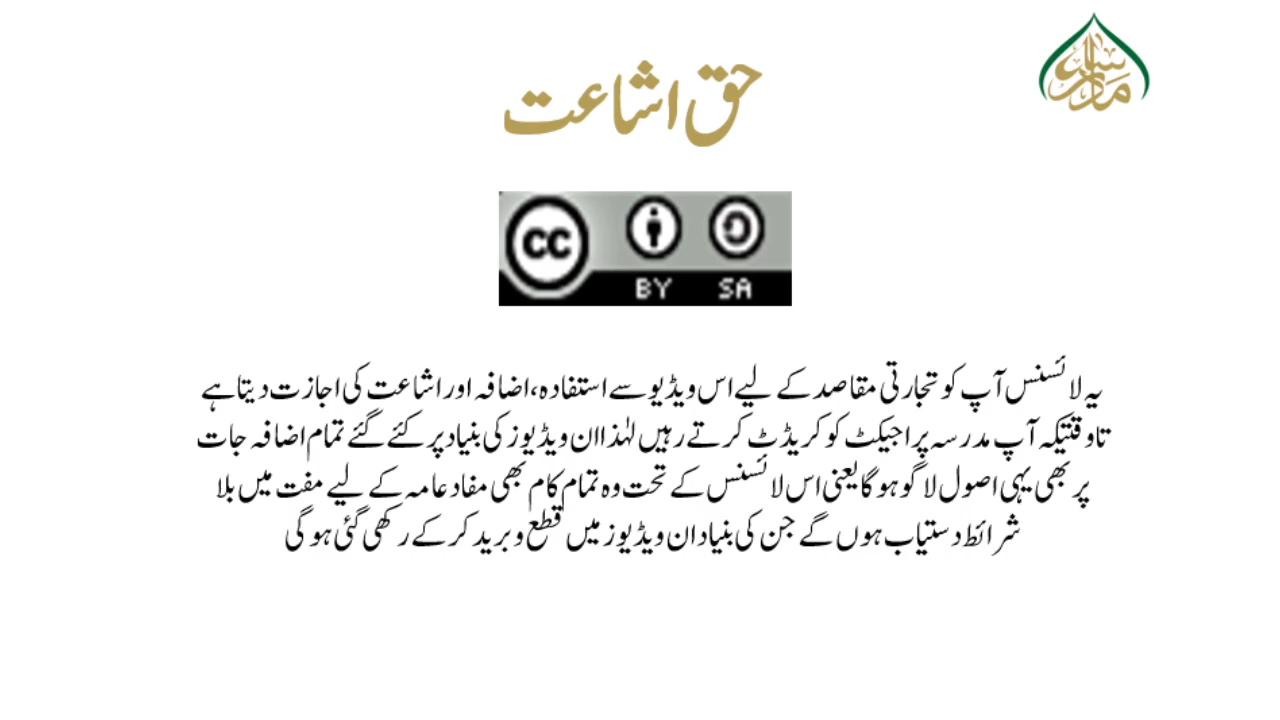 مدرسہ
حق اشاعت
cc
BY SA
یہ لائسنس آپ کو تجارتی مقاصد کے لیے اس ویڈیو سے استفادہ، اضافہ اور اشاعت کی اجازت دیتا ہے
تاوقتیکہ آپ مدرسہ پراجیکٹ کو کریڈٹ کرتے رہیں لہٰذا ان ویڈیوز کی بنیاد پر کئے گئے تمام اضافہ جات
پر بھی یہی اصول لاگو ہوگا یعنی اس لائسنس کے تحت وہ تمام کام بھی مفاد عامہ کے لیے مفت میں بلا
شرائط دستیاب ہوں گے جن کی بنیاد ان ویڈیوز میں قطع و برید کر کے رکھی گئی ہوگی